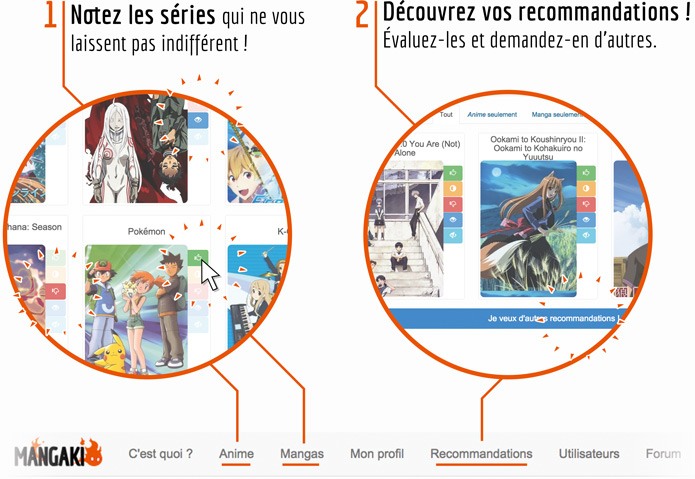 1 Notez les séries qui ne vous
laissent pas indifférent !
2 Découvrez vos recommandations !
Évaluez-les et demandez-en d'autres.
hana: Season
Pokémon
K-
Tout Anime seulement Manga seulement
.0 You Are (Not)
Alone
Ookami to Koushinryou II:
Ookami to Kohakuiro no
Yuuutsu
Je veux d'autres recommandations !
MANGAKI C'est quoi ? Anime Mangas Mon profil Recommandations Utilisateurs Forum